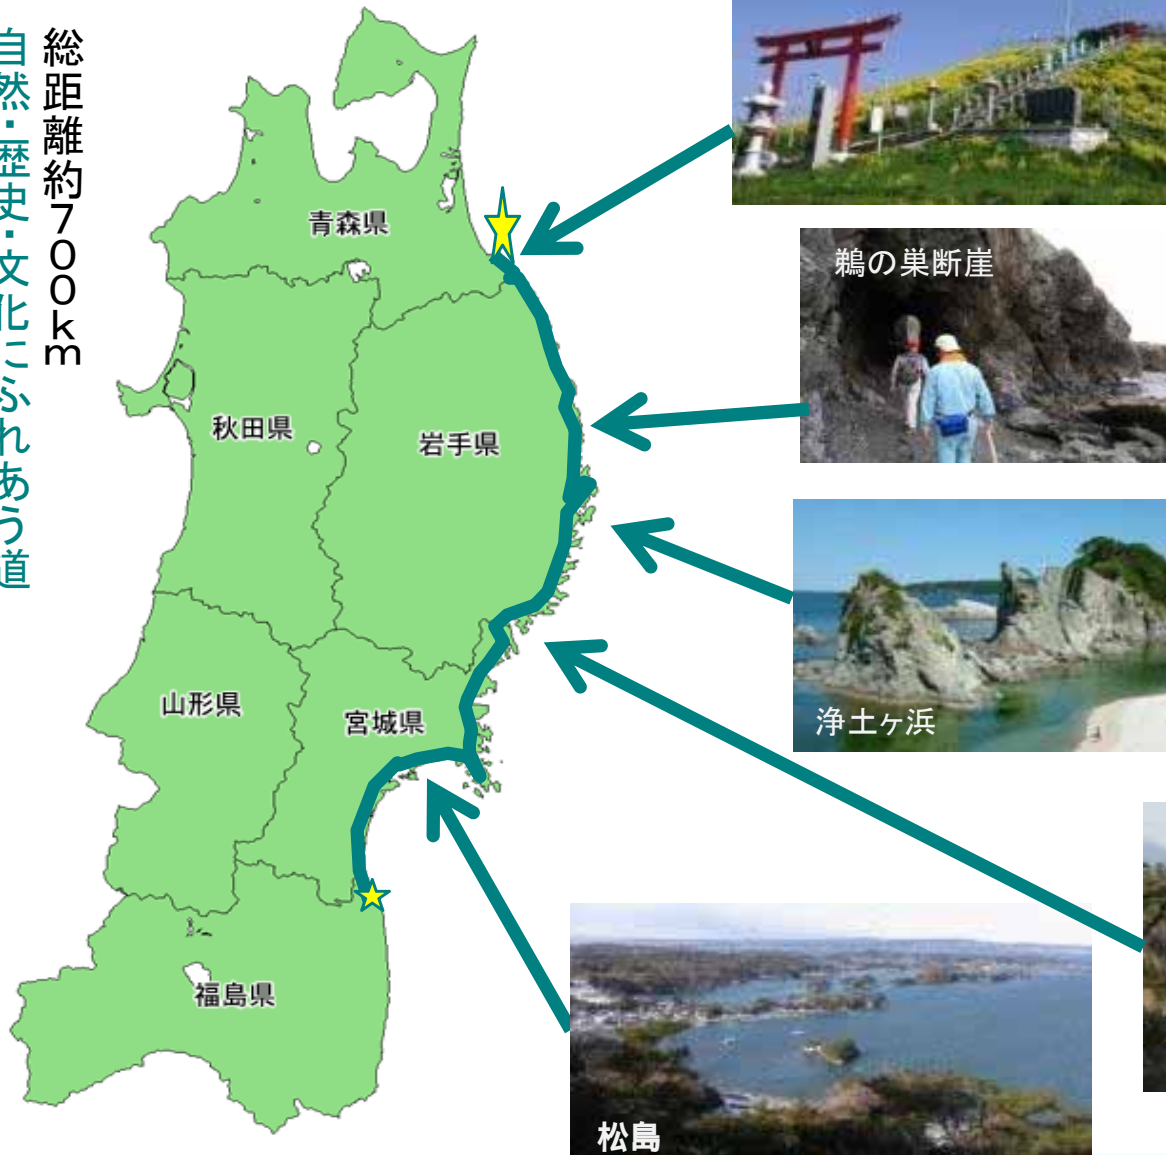 総距離約７００ｋｍ
自然・歴史・文化にふれあう道
青森県
鵜の巣断崖
秋田県
岩手県
山形県
宮城県
浄土ヶ浜
福島県
松島